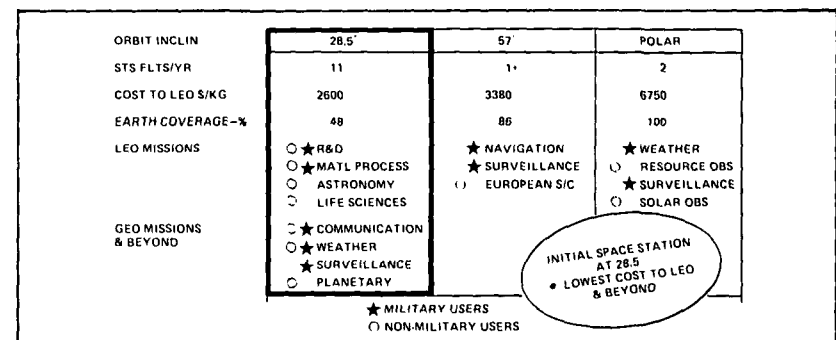 ORBIT INCLIN 28.5° 57° POLAR
STS FLTS/YR 11 1+ 2
COST TO LEO $/KG 2600 3380 6750
EARTH COVERAGE–% 48 86 100
LEO MISSIONS ○ ★ R&D ★ NAVIGATION ★ WEATHER
○ ★ MATL PROCESS ★ SURVEILLANCE ○ RESOURCE OBS
○ ASTRONOMY ○ EUROPEAN S/C ★ SURVEILLANCE
○ LIFE SCIENCES ○ SOLAR OBS
GEO MISSIONS ○ ★ COMMUNICATION
& BEYOND ○ ★ WEATHER
★ SURVEILLANCE
○ PLANETARY
INITIAL SPACE STATION
AT 28.5
• LOWEST COST TO LEO
& BEYOND
★ MILITARY USERS
○ NON-MILITARY USERS